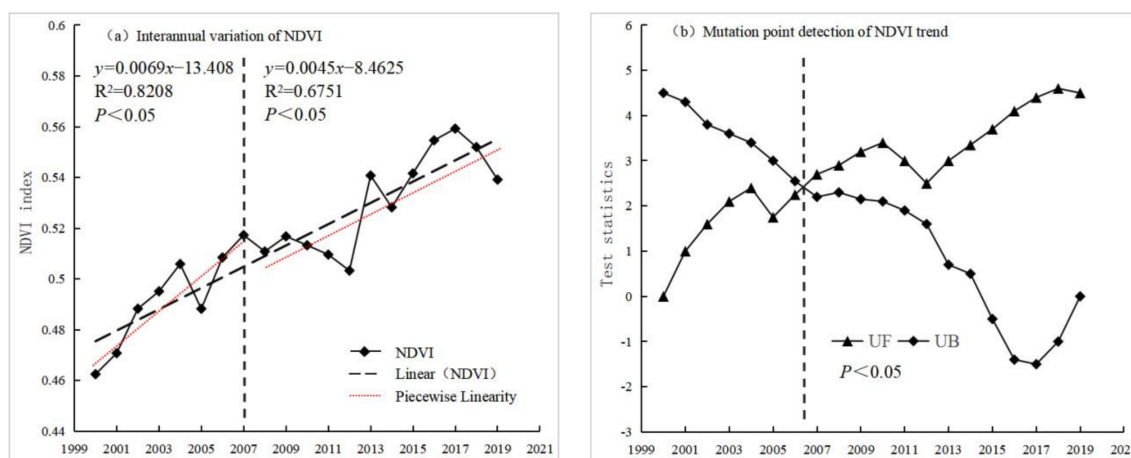 （a）Interannual variation of NDVI
y=0.0069x−13.408
R²=0.8208
P＜0.05
y=0.0045x−8.4625
R²=0.6751
P＜0.05
NDVI index
0.6
0.56
0.54
0.52
0.5
0.48
0.46
0.44
NDVI
Linear（NDVI）
Piecewise Linearity
1999 2001 2003 2005 2007 2009 2011 2013 2015 2017 2019 2021
（b）Mutation point detection of NDVI trend
Test statistics
6
5
4
3
2
1
0
-1
-2
-3
UF UB
P＜0.05
1999 2001 2003 2005 2007 2009 2011 2013 2015 2017 2019 202